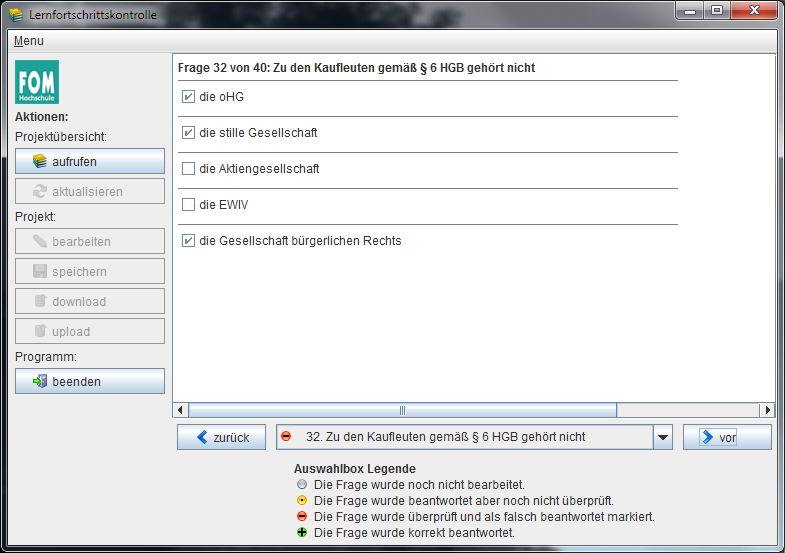 Lernfortschrittskontrolle
Menu
FOM
Hochschule
Aktionen:
Projektübersicht:
aufrufen
aktualisieren
Projekt:
bearbeiten
speichern
download
upload
Programm:
beenden
Frage 32 von 40: Zu den Kaufleuten gemäß § 6 HGB gehört nicht
die oHG
die stille Gesellschaft
die Aktiengesellschaft
die EWIV
die Gesellschaft bürgerlichen Rechts
zurück
32. Zu den Kaufleuten gemäß § 6 HGB gehört nicht
vor
Auswahlbox Legende
Die Frage wurde noch nicht bearbeitet.
Die Frage wurde beantwortet aber noch nicht überprüft.
Die Frage wurde überprüft und als falsch beantwortet markiert.
Die Frage wurde korrekt beantwortet.